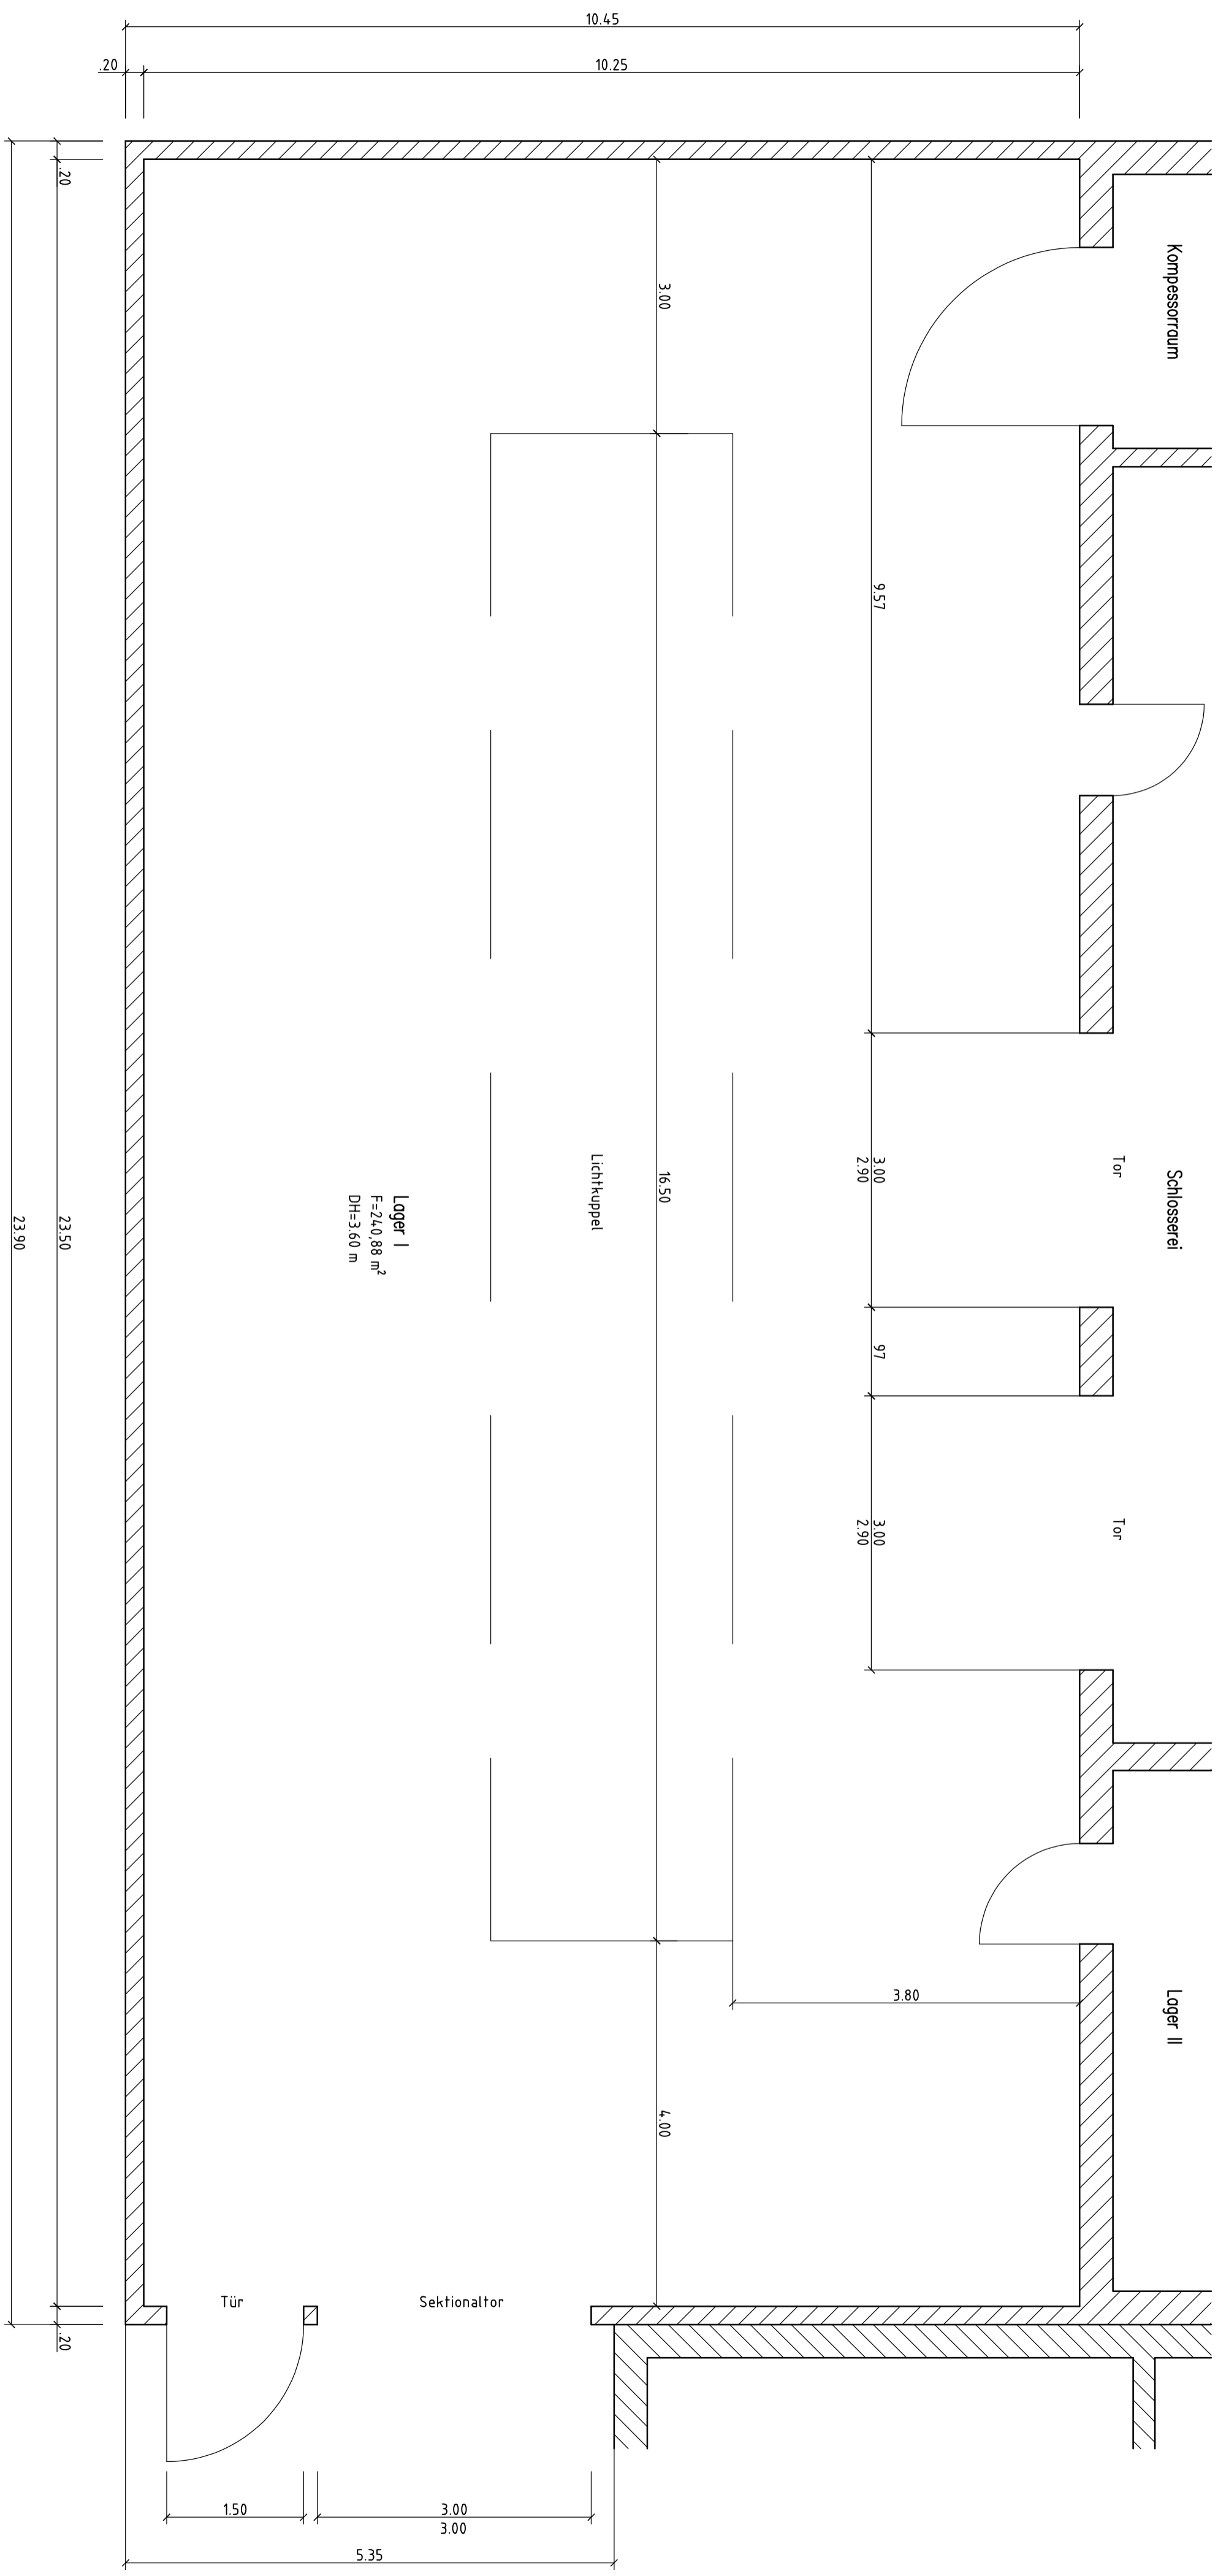 10.45
.20
10.25
.20
3.00
Kompessorraum
9.57
Lichtkuppel
16.50
3.00
2.90
Tor
Schlosserei
Lager I
F=240,88 m²
DH=3.60 m
23.90
23.50
97
3.00
2.90
Tor
3.80
Lager II
4.00
Tür
Sektionaltor
.20
1.50
3.00
3.00
5.35